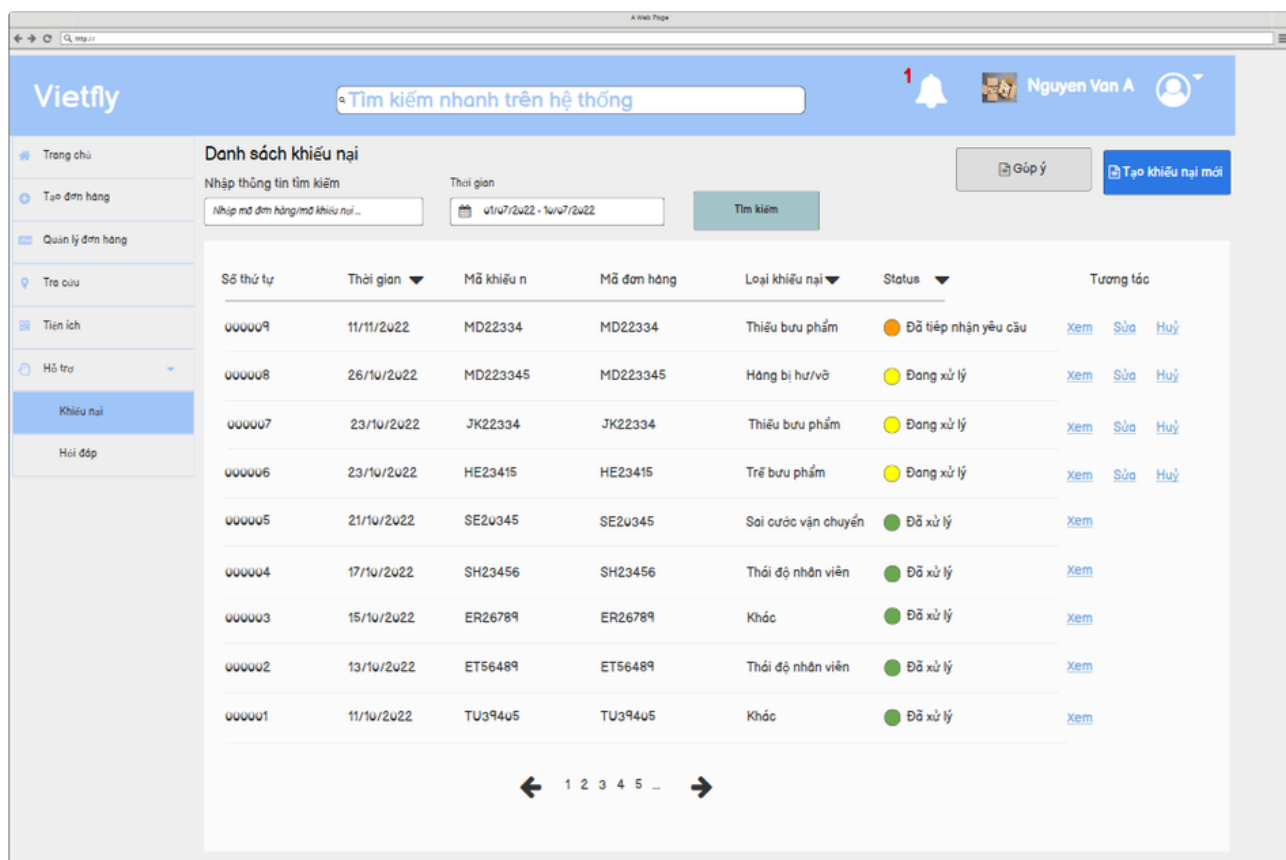 A Web Page
http://
Vietfly
Tìm kiếm nhanh trên hệ thống
1
Nguyen Van A
Trang chủ
Tạo đơn hàng
Quản lý đơn hàng
Tra cứu
Tiện ích
Hỗ trợ
Khiếu nại
Hỏi đáp
Danh sách khiếu nại
Góp ý
Tạo khiếu nại mới
Nhập thông tin tìm kiếm
Thời gian
Nhập mã đơn hàng/mã khiếu nại ...
01/07/2022 - 10/07/2022
Tìm kiếm
Số thứ tự Thời gian Mã khiếu n Mã đơn hàng Loại khiếu nại Status Tương tác
000009 11/11/2022 MD22334 MD22334 Thiếu bưu phẩm Đã tiếp nhận yêu cầu Xem Sửa Huỷ
000008 26/10/2022 MD223345 MD223345 Hàng bị hư/vỡ Đang xử lý Xem Sửa Huỷ
000007 23/10/2022 JK22334 JK22334 Thiếu bưu phẩm Đang xử lý Xem Sửa Huỷ
000006 23/10/2022 HE23415 HE23415 Trễ bưu phẩm Đang xử lý Xem Sửa Huỷ
000005 21/10/2022 SE20345 SE20345 Sai cước vận chuyển Đã xử lý Xem
000004 17/10/2022 SH23456 SH23456 Thái độ nhân viên Đã xử lý Xem
000003 15/10/2022 ER26789 ER26789 Khác Đã xử lý Xem
000002 13/10/2022 ET56489 ET56489 Thái độ nhân viên Đã xử lý Xem
000001 11/10/2022 TU39405 TU39405 Khác Đã xử lý Xem
1 2 3 4 5 ...